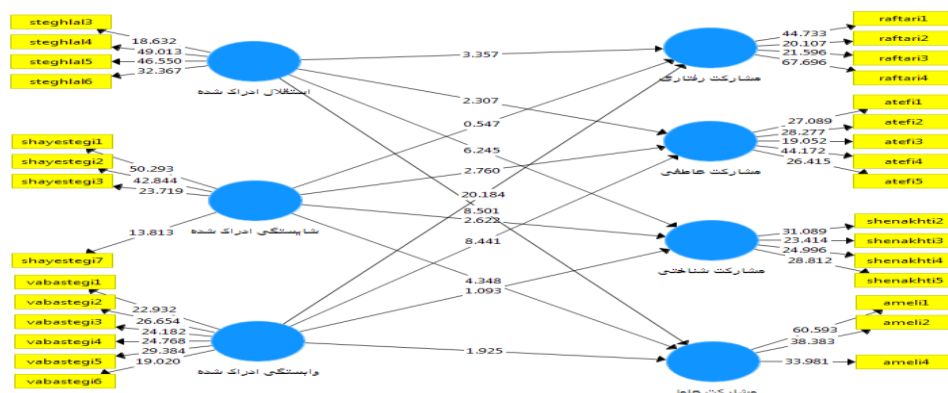 steghlal3
steghlal4
steghlal5
steghlal6
18.632
49.013
46.550
32.367
استقلال ادراک شده
shayestegi1
shayestegi2
shayestegi3
shayestegi7
50.293
42.844
23.719
13.813
شایستگی ادراک شده
vabastegi1
vabastegi2
vabastegi3
vabastegi4
vabastegi5
vabastegi6
22.932
26.654
24.182
24.768
29.384
19.020
وابستگی ادراک شده
3.357
2.307
0.547
6.245
2.760
20.184
8.501
2.623
8.441
4.348
1.093
1.925
مشارکت رفتاری
44.733
20.107
21.596
67.696
raftari1
raftari2
raftari3
raftari4
مشارکت عاطفی
27.089
28.277
19.052
44.172
26.415
atefi1
atefi2
atefi3
atefi4
atefi5
مشارکت شناختی
31.089
23.414
24.996
28.812
shenakhti2
shenakhti3
shenakhti4
shenakhti5
مشارکت
60.593
38.383
33.981
ameli1
ameli2
ameli4